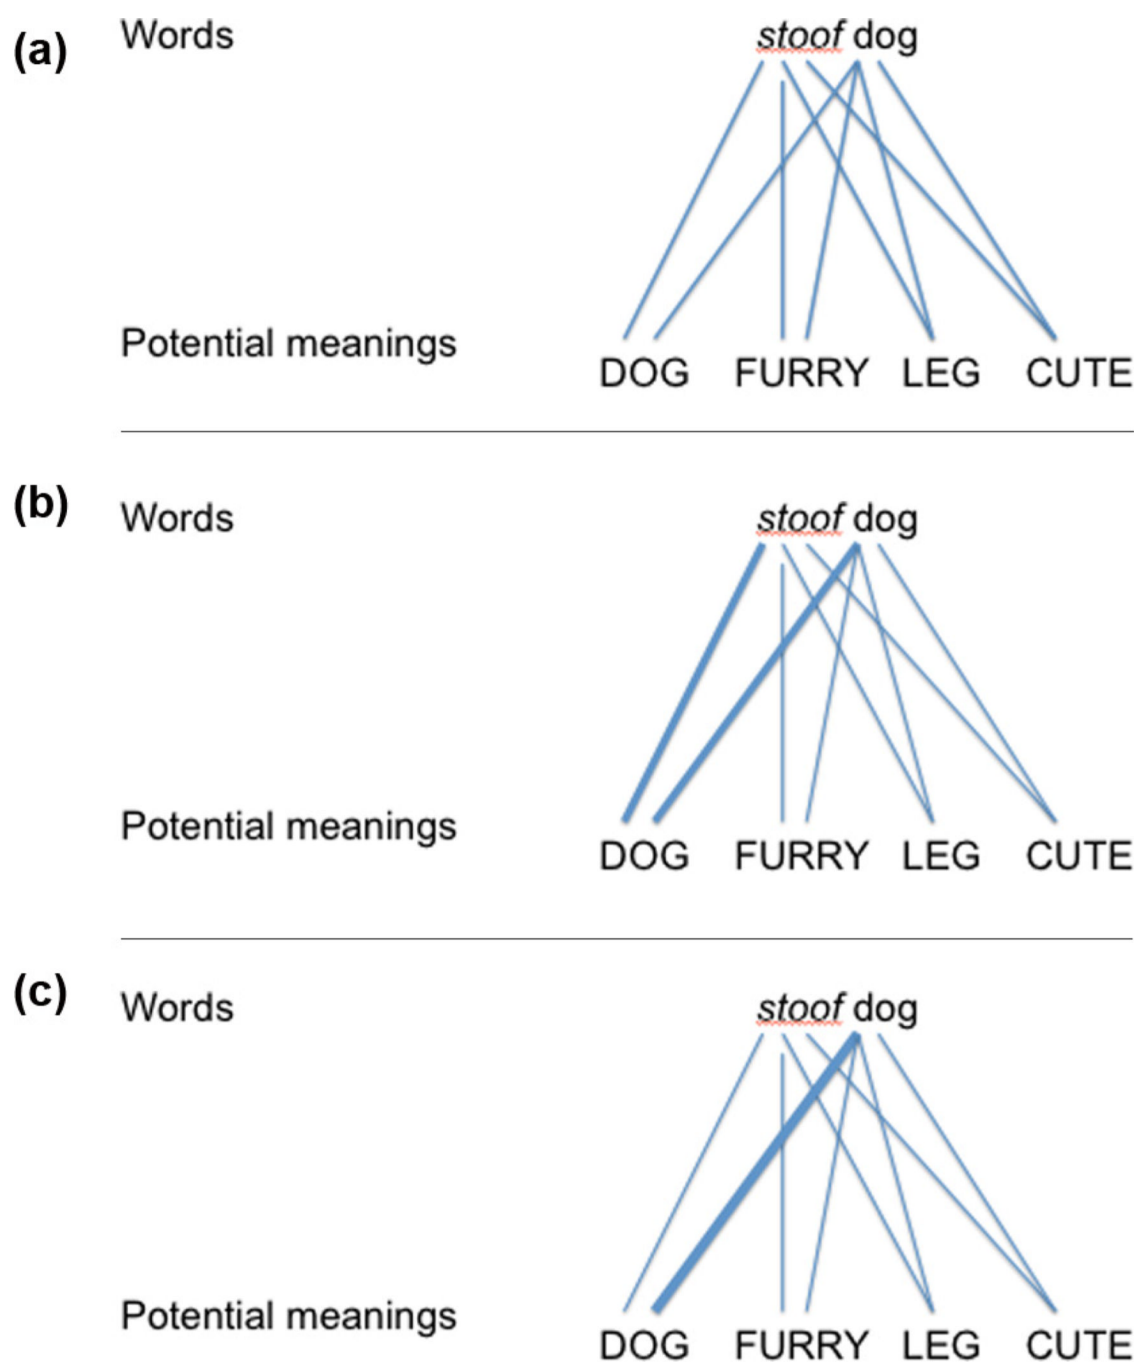 (a) Words stoof dog
Potential meanings
DOG FURRY LEG CUTE
(b) Words stoof dog
Potential meanings
DOG FURRY LEG CUTE
(c) Words stoof dog
Potential meanings
DOG FURRY LEG CUTE